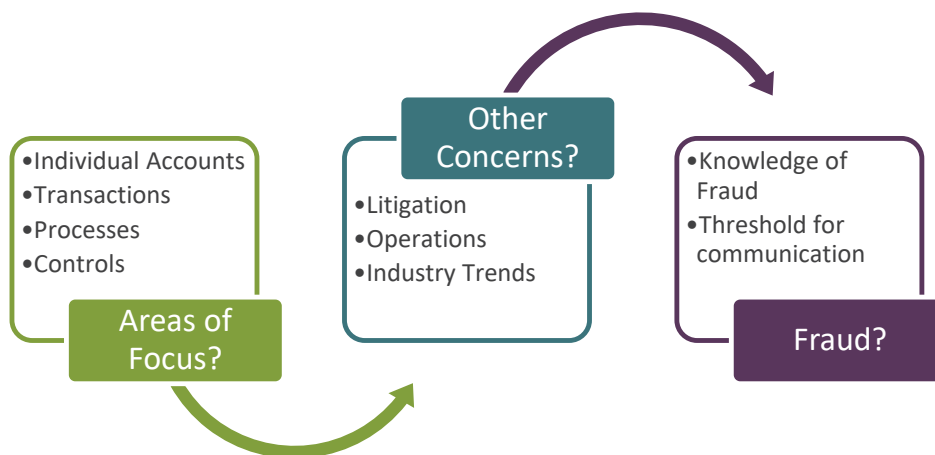 •Individual Accounts
•Transactions
•Processes
•Controls
Areas of
Focus?
Other
Concerns?
•Litigation
•Operations
•Industry Trends
•Knowledge of
Fraud
•Threshold for
communication
Fraud?